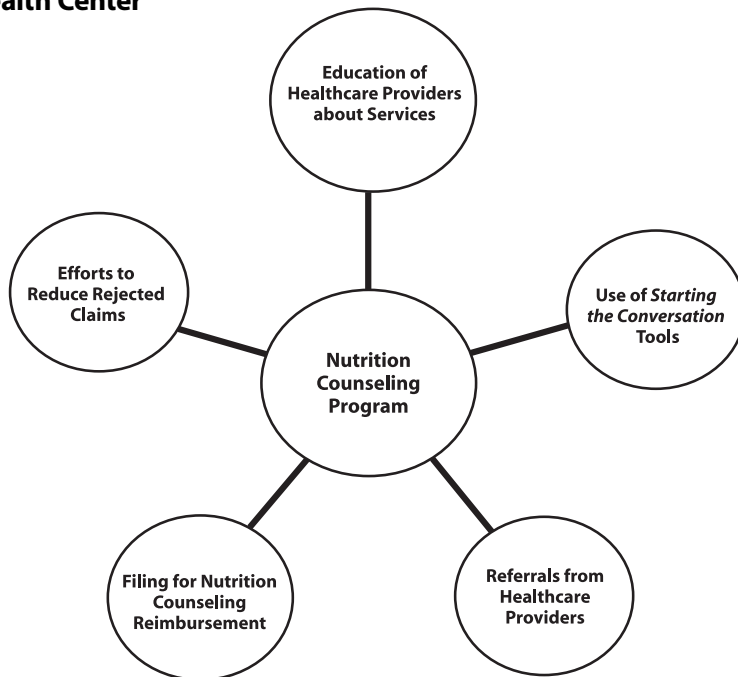 Center
Education of
Healthcare Providers
about Services
Efforts to
Reduce Rejected
Claims
Use of Starting
the Conversation
Tools
Nutrition
Counseling
Program
Filing for Nutrition
Counseling
Reimbursement
Referrals from
Healthcare
Providers